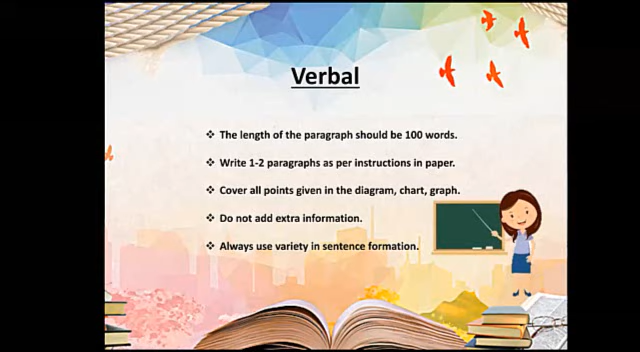 Verbal
❖ The length of the paragraph should be 100 words.
❖ Write 1-2 paragraphs as per instructions in paper.
❖ Cover all points given in the diagram, chart, graph.
❖ Do not add extra information.
❖ Always use variety in sentence formation.